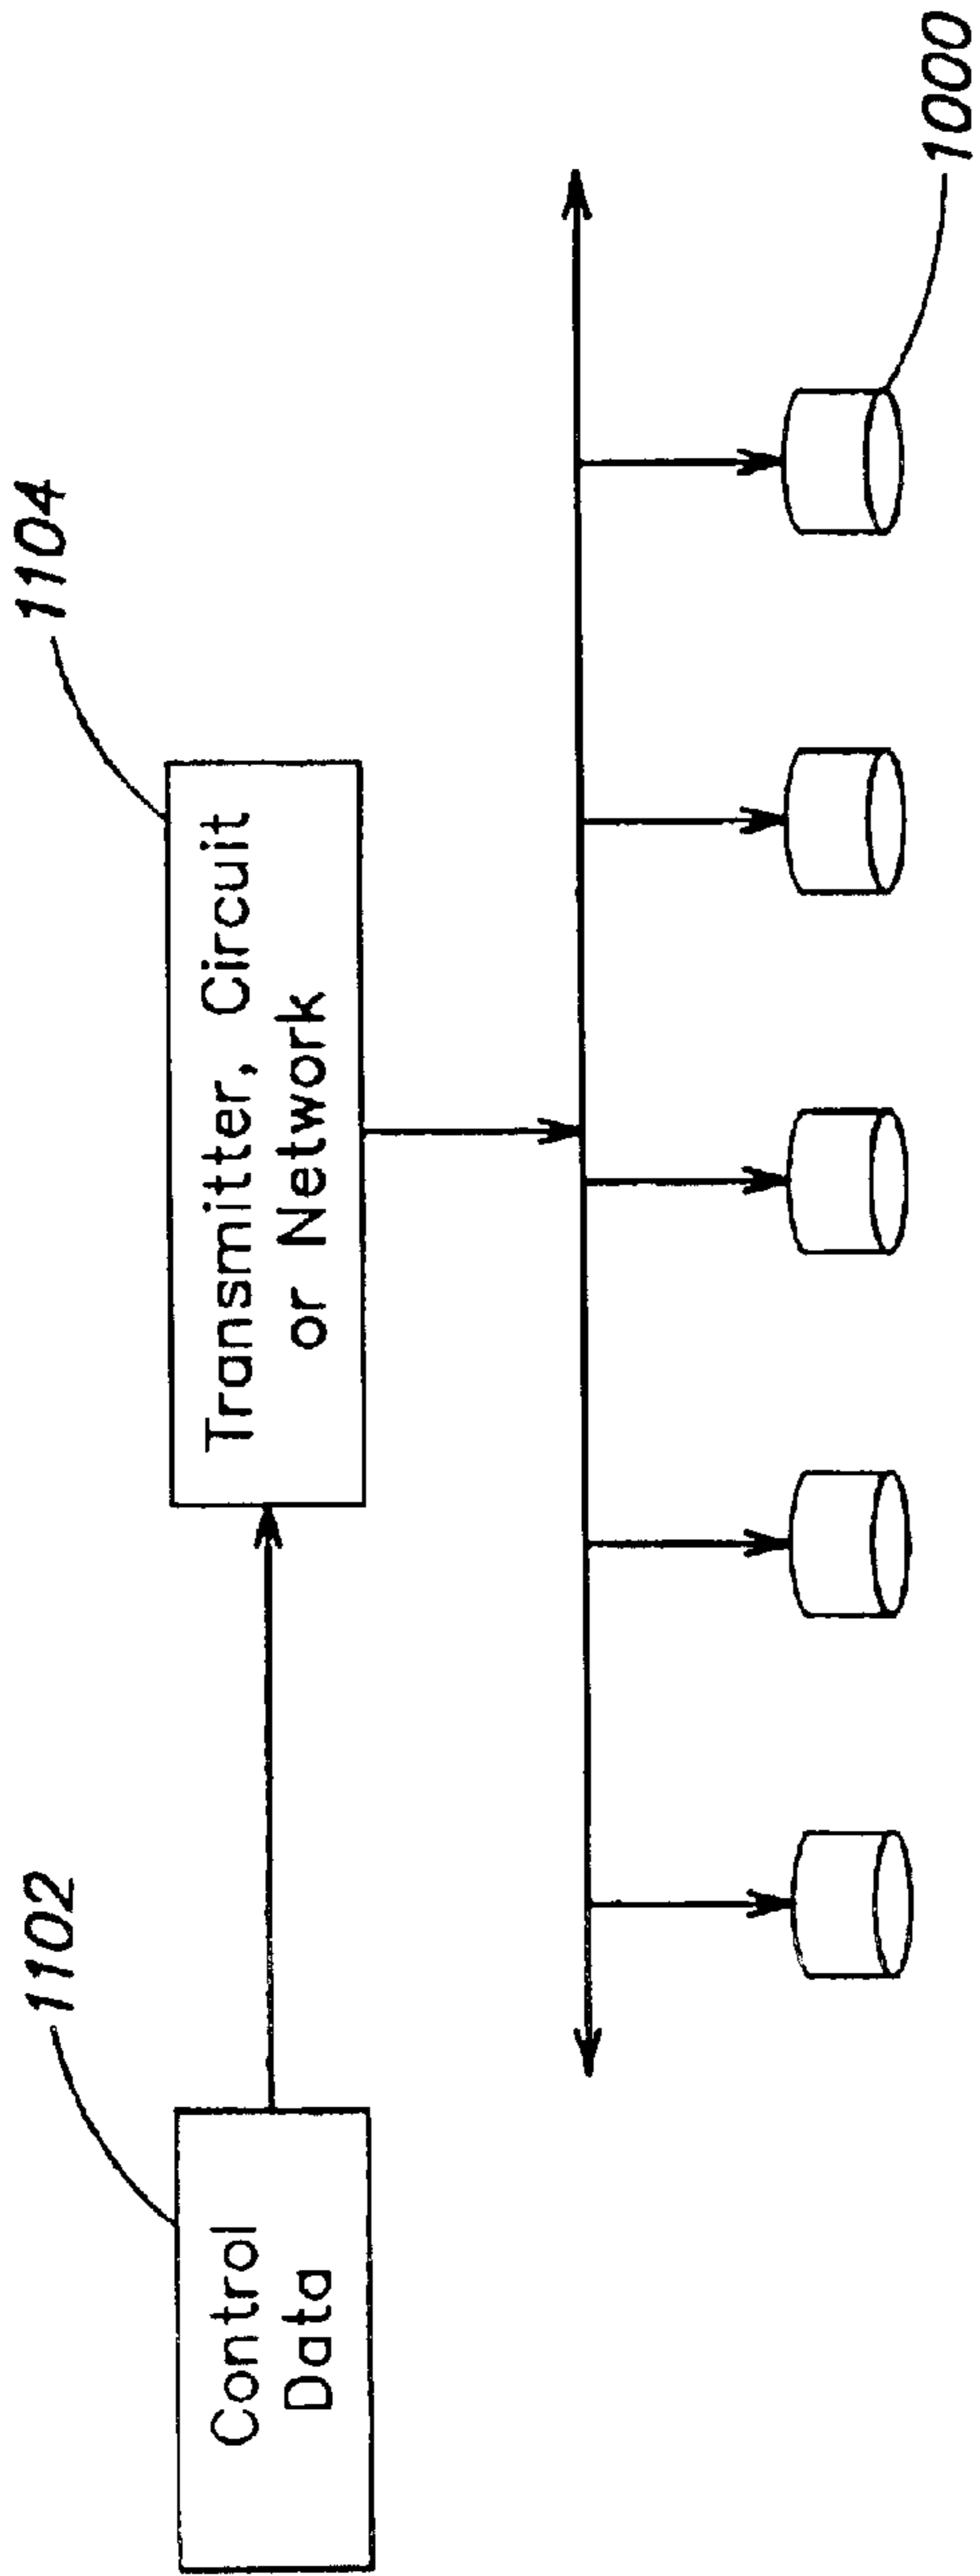 1102
Control
Data
1104
Transmitter, Circuit
or Network
1000